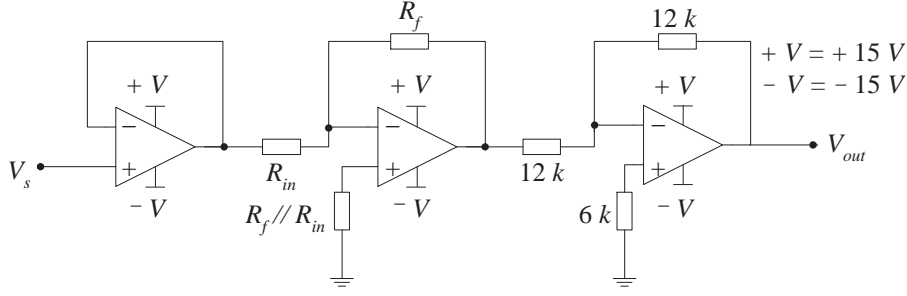 R_f
12 k
+ V = + 15 V
− V = − 15 V
+ V
+ V
+ V
−
−
−
+
+
+
V_s
R_in
12 k
V_out
− V
− V
− V
R_f // R_in
6 k